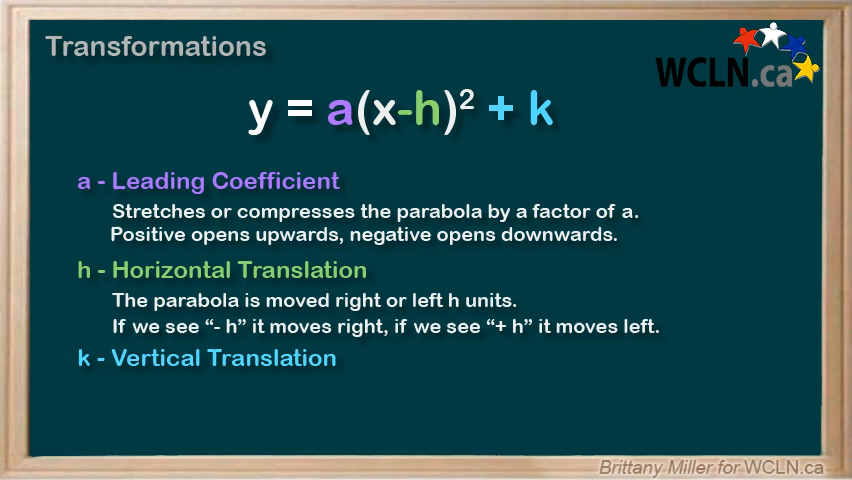 Transformations
WCLN.ca
y = a(x-h)² + k
a - Leading Coefficient
Stretches or compresses the parabola by a factor of a.
Positive opens upwards, negative opens downwards.
h - Horizontal Translation
The parabola is moved right or left h units.
If we see “- h” it moves right, if we see “+ h” it moves left.
k - Vertical Translation
Brittany Miller for WCLN.ca